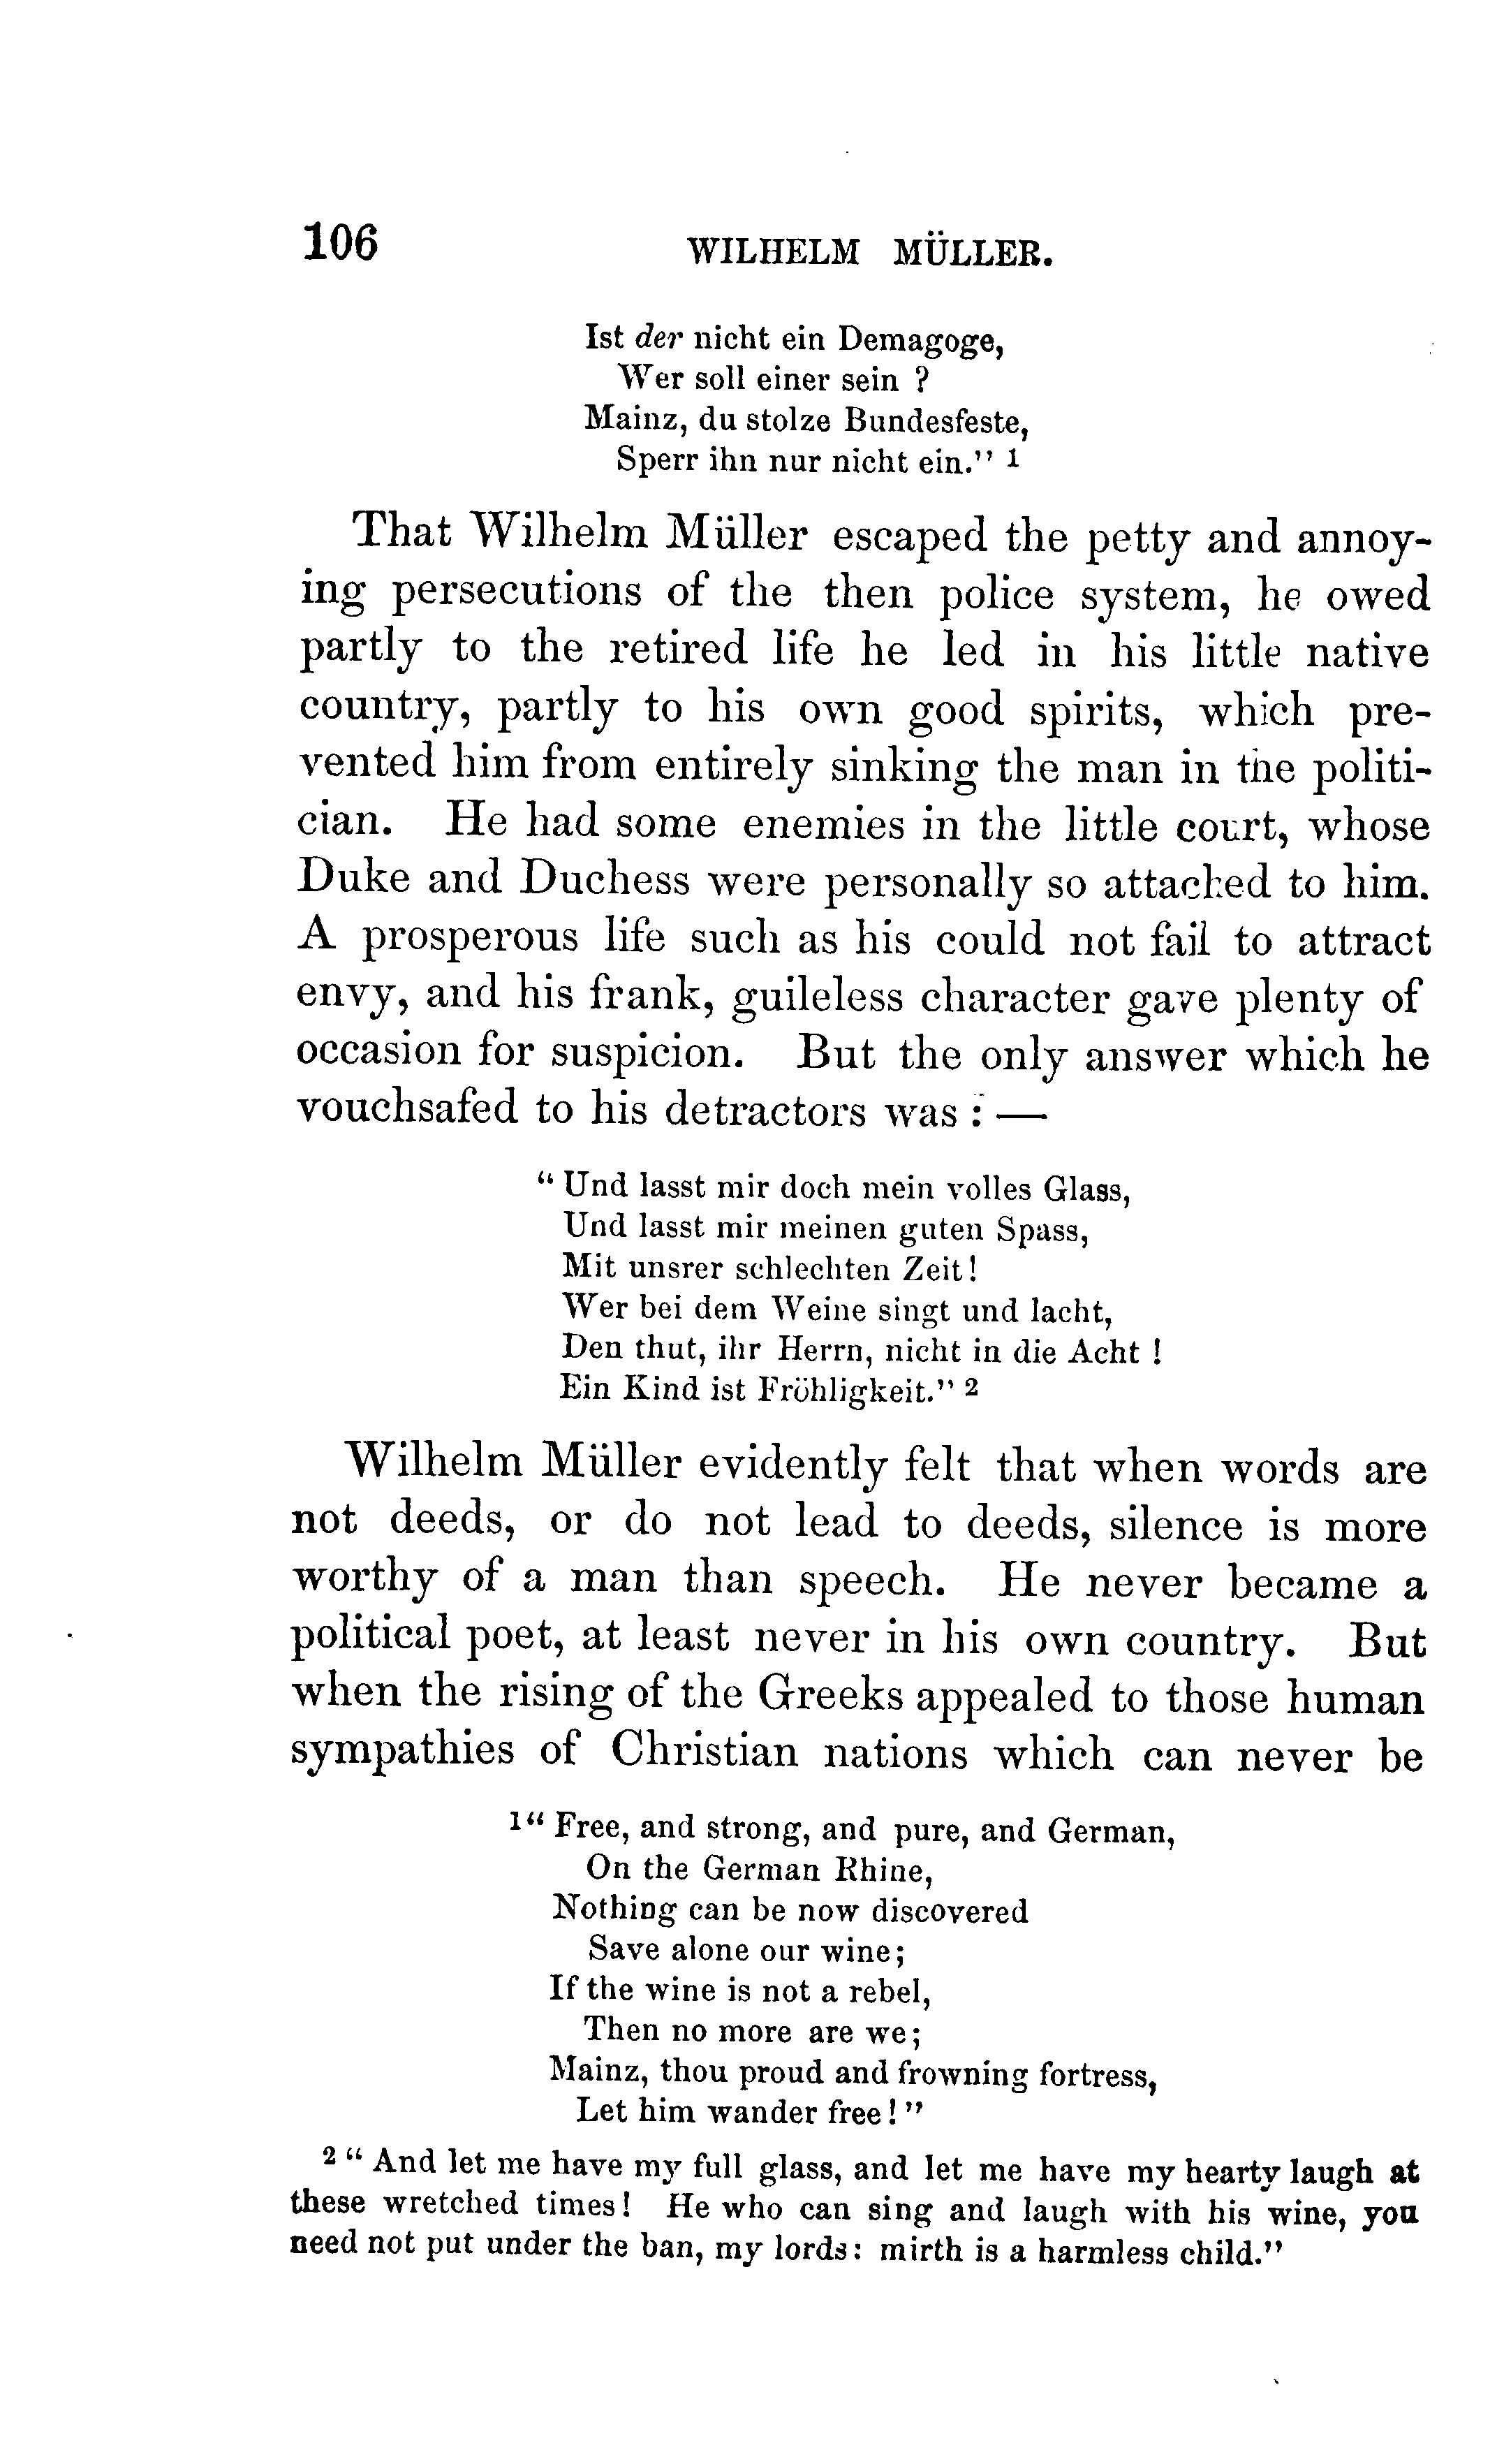 106 WILHELM MÜLLER.
Ist der nicht ein Demagoge,
Wer soll einer sein ?
Mainz, du stolze Bundesfeste,
Sperr ihn nur nicht ein." 1
That Wilhelm Müller escaped the petty and annoy-
ing persecutions of the then police system, he owed
partly to the retired life he led in his little native
country, partly to his own good spirits, which pre-
vented him from entirely sinking the man in the politi-
cian. He had some enemies in the little court, whose
Duke and Duchess were personally so attached to him.
A prosperous life such as his could not fail to attract
envy, and his frank, guileless character gave plenty of
occasion for suspicion. But the only answer which he
vouchsafed to his detractors was : —
" Und lasst mir doch mein volles Glass,
Und lasst mir meinen guten Spass,
Mit unsrer schlechten Zeit!
Wer bei dem Weine singt und lacht,
Den thut, ihr Herrn, nicht in die Acht !
Ein Kind ist Fröhligkeit." 2
Wilhelm Müller evidently felt that when words are
not deeds, or do not lead to deeds, silence is more
worthy of a man than speech. He never became a
political poet, at least never in his own country. But
when the rising of the Greeks appealed to those human
sympathies of Christian nations which can never be
1 " Free, and strong, and pure, and German,
On the German Rhine,
Nothing can be now discovered
Save alone our wine;
If the wine is not a rebel,
Then no more are we;
Mainz, thou proud and frowning fortress,
Let him wander free ! "
2 " And let me have my full glass, and let me have my hearty laugh at
these wretched times! He who can sing and laugh with his wine, you
need not put under the ban, my lords: mirth is a harmless child."